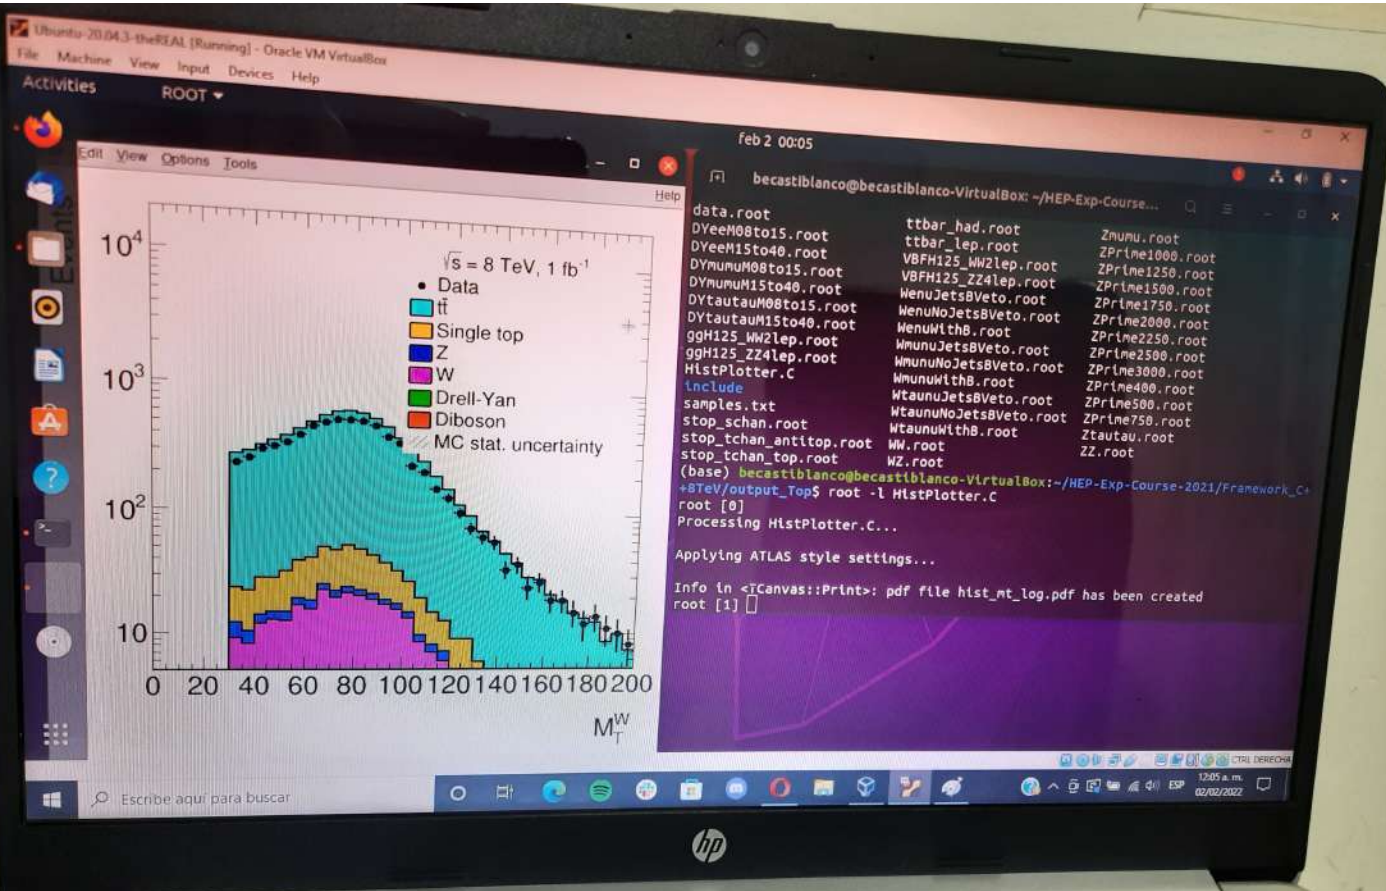 Ubuntu-20.04.3-theREAL [Running] - Oracle VM VirtualBox
File Machine View Input Devices Help
Activities
ROOT
feb 2 00:05
Edit View Options Tools
Help
Events
10⁴
10³
10²
10
√s = 8 TeV, 1 fb⁻¹
Data
tt̄
Single top
Z
W
Drell-Yan
Diboson
MC stat. uncertainty
0 20 40 60 80 100 120 140 160 180 200
M_T^W
becastiblanco@becastiblanco-VirtualBox: ~/HEP-Exp-Course...
data.root ttbar_had.root Zmumu.root
DYeeM08to15.root ttbar_lep.root ZPrime1000.root
DYeeM15to40.root VBFH125_WW2lep.root ZPrime1250.root
DYmumuM08to15.root VBFH125_ZZ4lep.root ZPrime1500.root
DYmumuM15to40.root WenuJetsBVeto.root ZPrime1750.root
DYtautauM08to15.root WenuNoJetsBVeto.root ZPrime2000.root
DYtautauM15to40.root WenuWithB.root ZPrime2250.root
ggH125_WW2lep.root WmunuJetsBVeto.root ZPrime2500.root
ggH125_ZZ4lep.root WmunuNoJetsBVeto.root ZPrime3000.root
HistPlotter.C WmunuWithB.root ZPrime400.root
include WtaunuJetsBVeto.root ZPrime500.root
samples.txt WtaunuNoJetsBVeto.root ZPrime750.root
stop_schan.root WtaunuWithB.root Ztautau.root
stop_tchan_antitop.root WW.root ZZ.root
stop_tchan_top.root WZ.root
(base) becastiblanco@becastiblanco-VirtualBox:~/HEP-Exp-Course-2021/Framework_C+
+8TeV/output_Top$ root -l HistPlotter.C
root [0]
Processing HistPlotter.C...
Applying ATLAS style settings...
Info in <TCanvas::Print>: pdf file hist_mt_log.pdf has been created
root [1]
CTRL DERECHA
Escribe aquí para buscar
ESP
12:05 a. m.
02/02/2022
hp